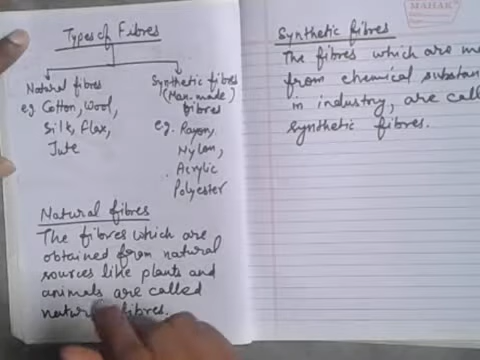 Types of Fibres
Natural fibres
eg. Cotton, Wool,
Silk, Flax,
Jute
Synthetic fibres
(Man-made)
fibres
eg. Rayon,
Nylon,
Acrylic
Polyester
Natural fibres
The fibres which are
obtained from natural
sources like plants and
animals are called
fibres.
MAHAK
Synthetic fibres
The fibres which are
from chemical
in industry, are
synthetic fibres.